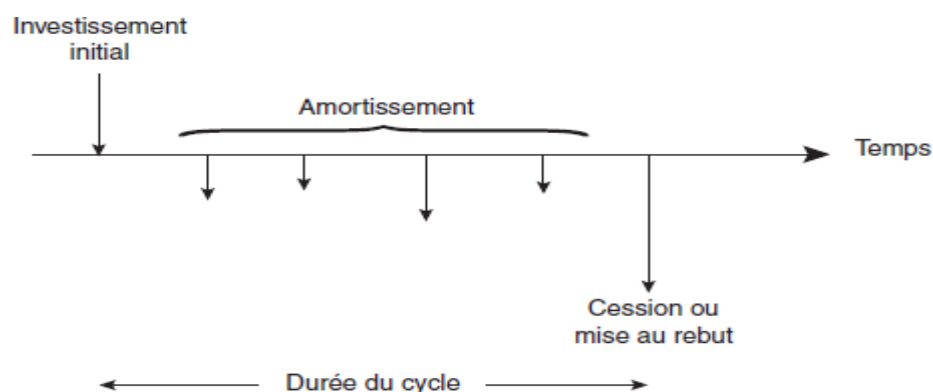 Investissement
initial
Amortissement
Temps
Cession ou
mise au rebut
Durée du cycle